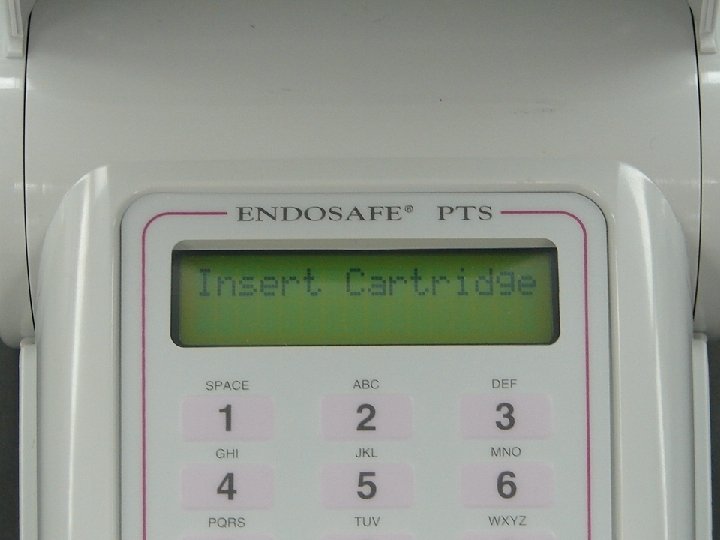 ENDOSAFE® PTS
Insert Cartridge
SPACE ABC DEF
1 2 3
GHI JKL MNO
4 5 6
PQRS TUV WXYZ